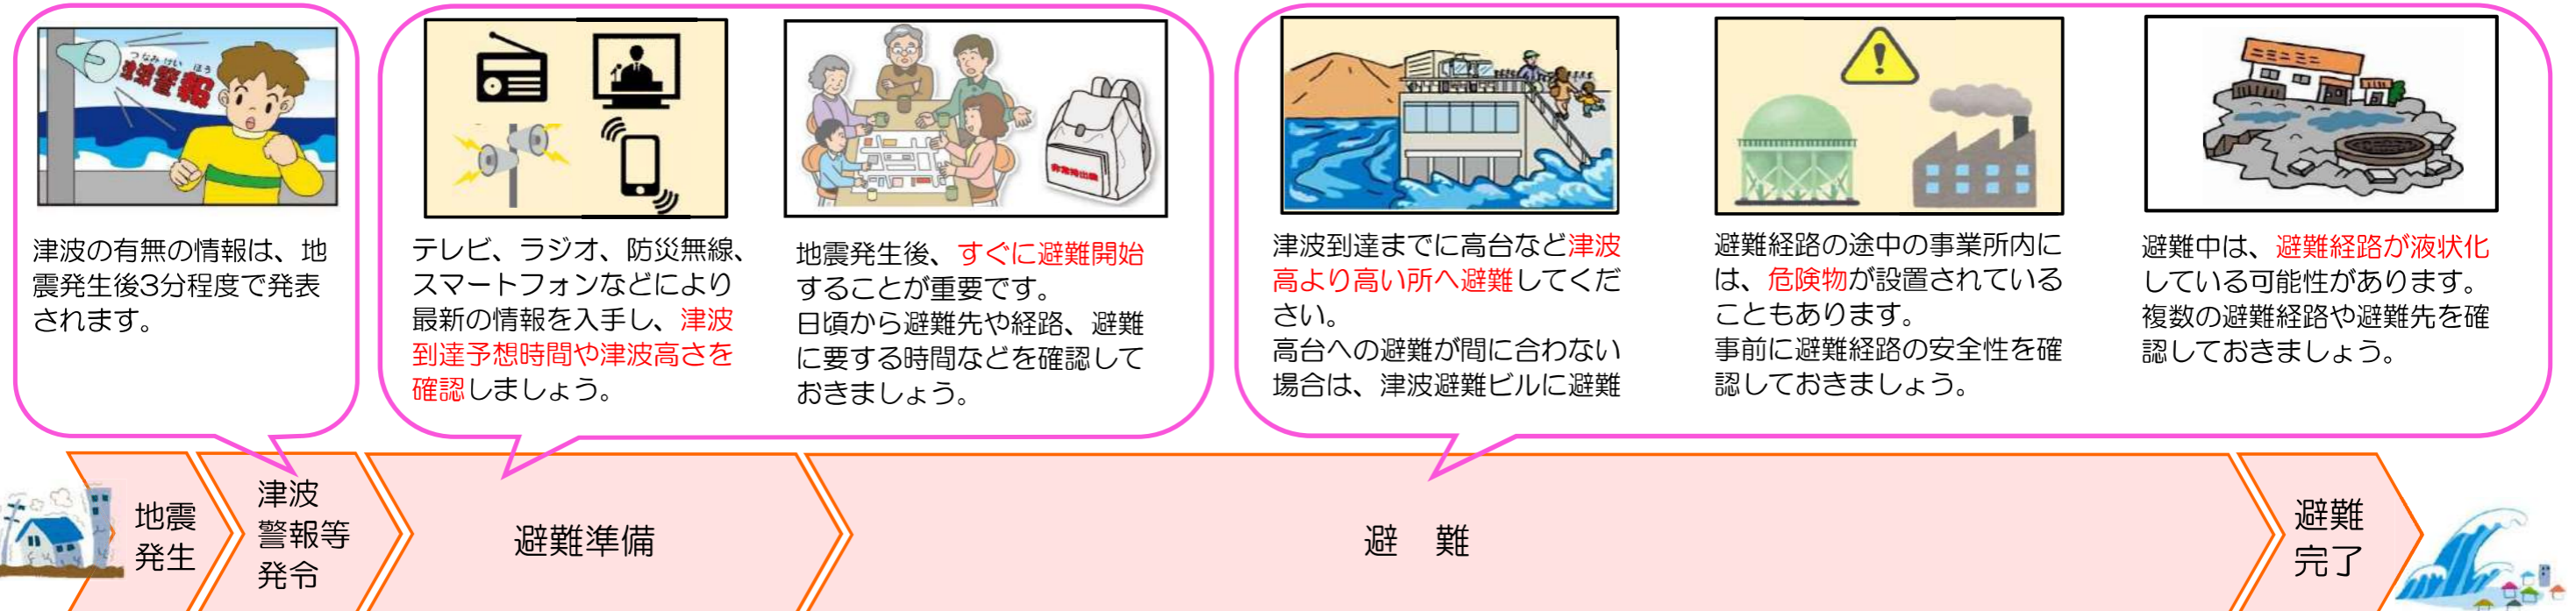 つなみけいほう
津波警報
津波の有無の情報は、地
震発生後3分程度で発表
されます。
テレビ、ラジオ、防災無線、
スマートフォンなどにより
最新の情報を入手し、津波
到達予想時間や津波高さを
確認しましょう。
非常持出袋
地震発生後、すぐに避難開始
することが重要です。
日頃から避難先や経路、避難
に要する時間などを確認して
おきましょう。
津波到達までに高台など津波
高より高い所へ避難してくだ
さい。
高台への避難が間に合わない
場合は、津波避難ビルに避難
避難経路の途中の事業所内に
は、危険物が設置されている
こともあります。
事前に避難経路の安全性を確
認しておきましょう。
避難中は、避難経路が液状化
している可能性があります。
複数の避難経路や避難先を確
認しておきましょう。
地震
発生
津波
警報等
発令
避難準備
避　難
避難
完了